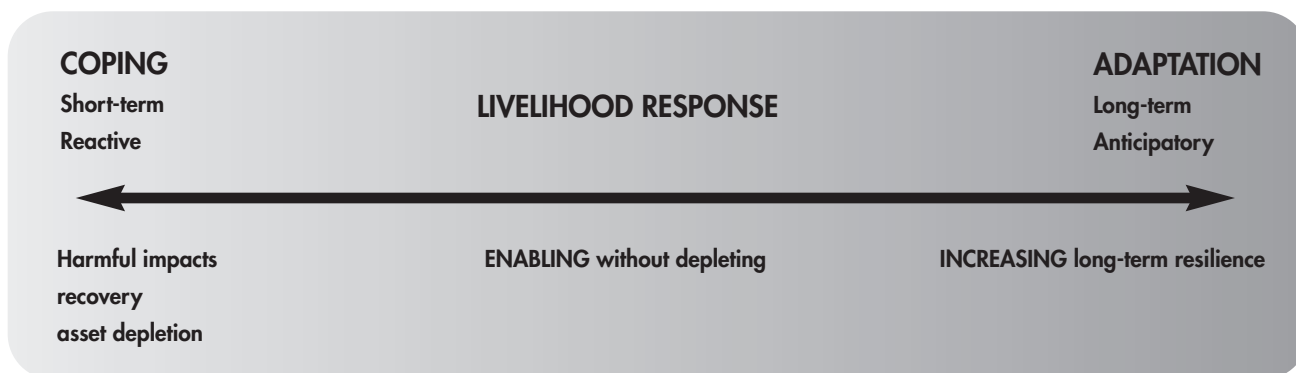 COPING
Short-term
Reactive
LIVELIHOOD RESPONSE
ADAPTATION
Long-term
Anticipatory
Harmful impacts
recovery
asset depletion
ENABLING without depleting
INCREASING long-term resilience